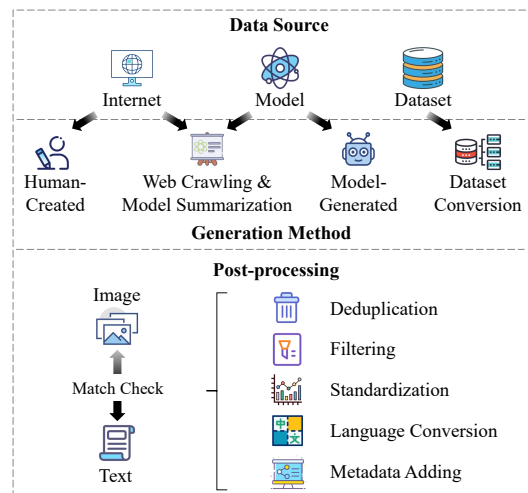 Data Source
Internet
Model
Dataset
Human-
Created
Web Crawling &
Model Summarization
Model-
Generated
Dataset
Conversion
Generation Method
Post-processing
Image
Match Check
Text
Deduplication
Filtering
Standardization
Language Conversion
Metadata Adding